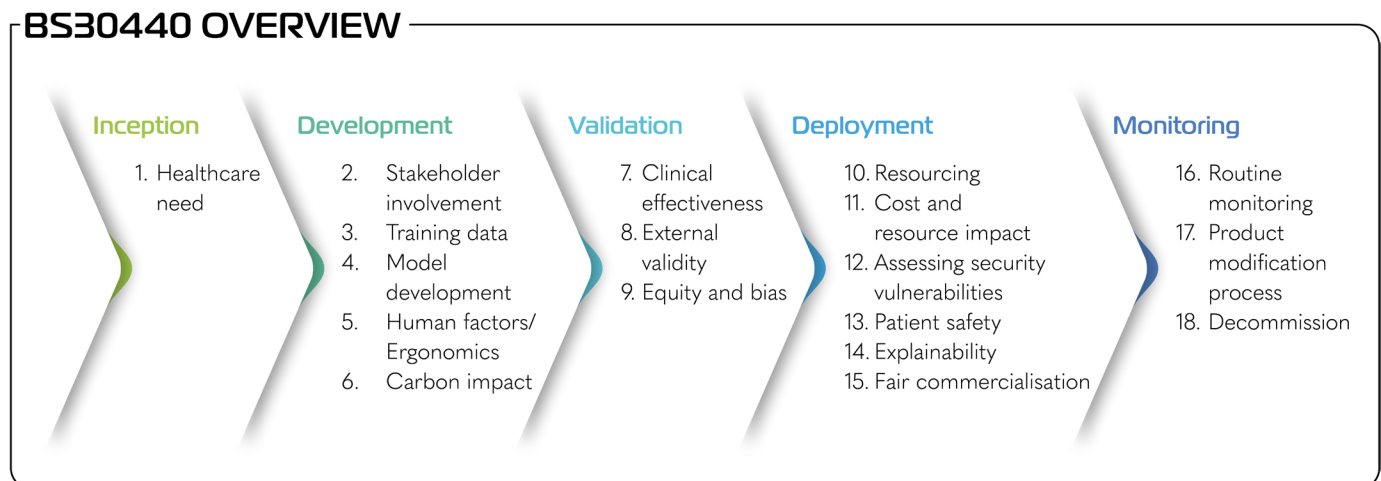 BS30440 OVERVIEW
Inception
1. Healthcare
need
Development
2. Stakeholder
involvement
3. Training data
4. Model
development
5. Human factors/
Ergonomics
6. Carbon impact
Validation
7. Clinical
effectiveness
8. External
validity
9. Equity and bias
Deployment
10. Resourcing
11. Cost and
resource impact
12. Assessing security
vulnerabilities
13. Patient safety
14. Explainability
15. Fair commercialisation
Monitoring
16. Routine
monitoring
17. Product
modification
process
18. Decommission